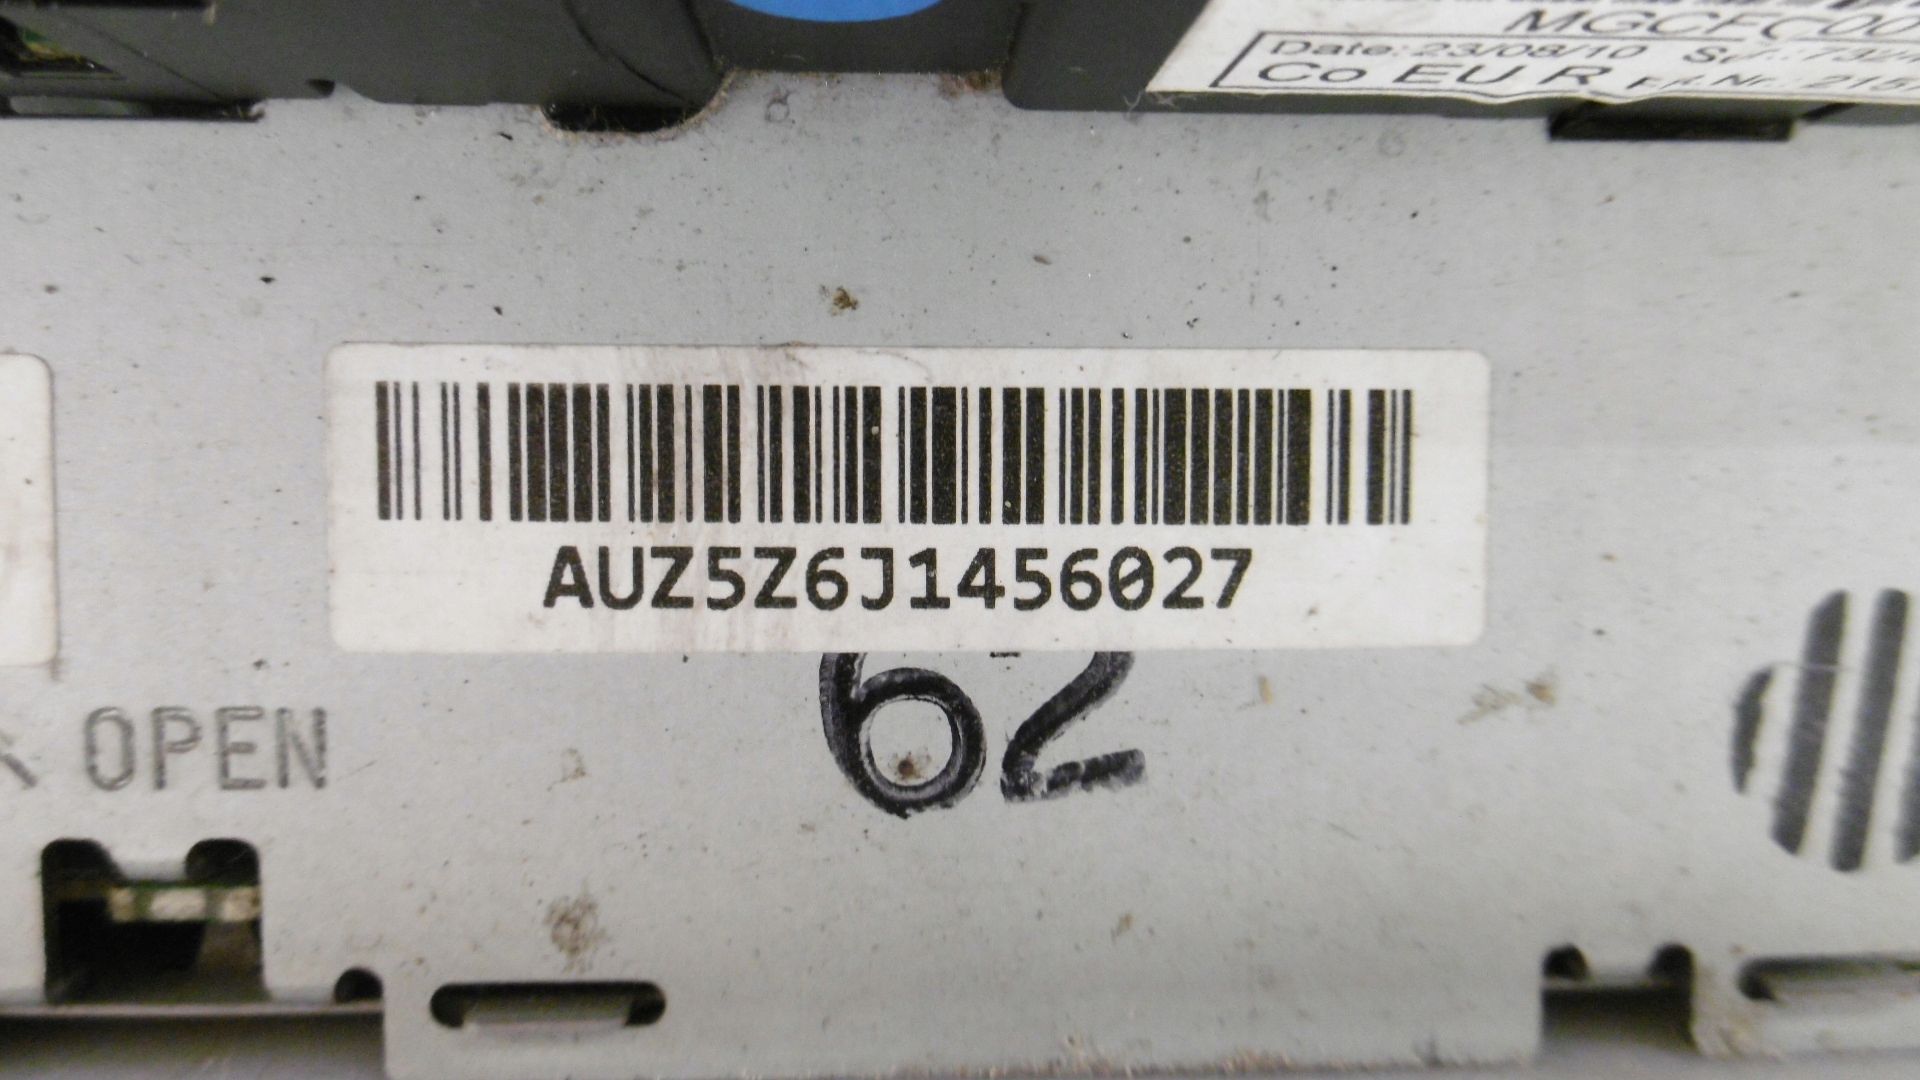 MGCFC00
Date: 23/08/10
Co EU R
AUZ5Z6J1456027
62
OPEN